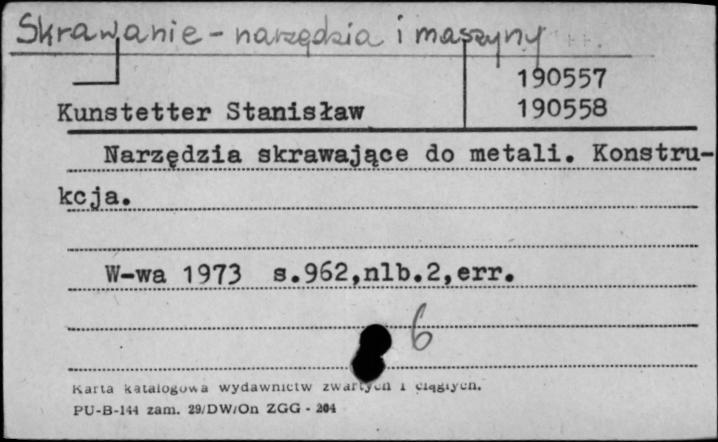 Skrawanie - narzędzia i maszyny
190557
Kunstetter Stanisław 190558
Narzędzia skrawające do metali. Konstru-
kcja.
W-wa 1973 s.962,nlb.2,err.
6
Karta katalogowa wydawnictw zwartych i ciągłych.
PU-B-144 zam. 29/DW/On ZGG - 204